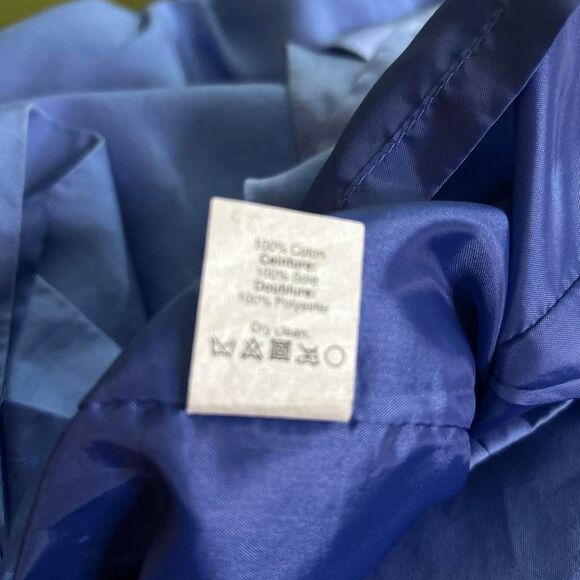 100% Coton
Ceinture:
100% Soie
Doublure:
100% Polyester
Dry clean